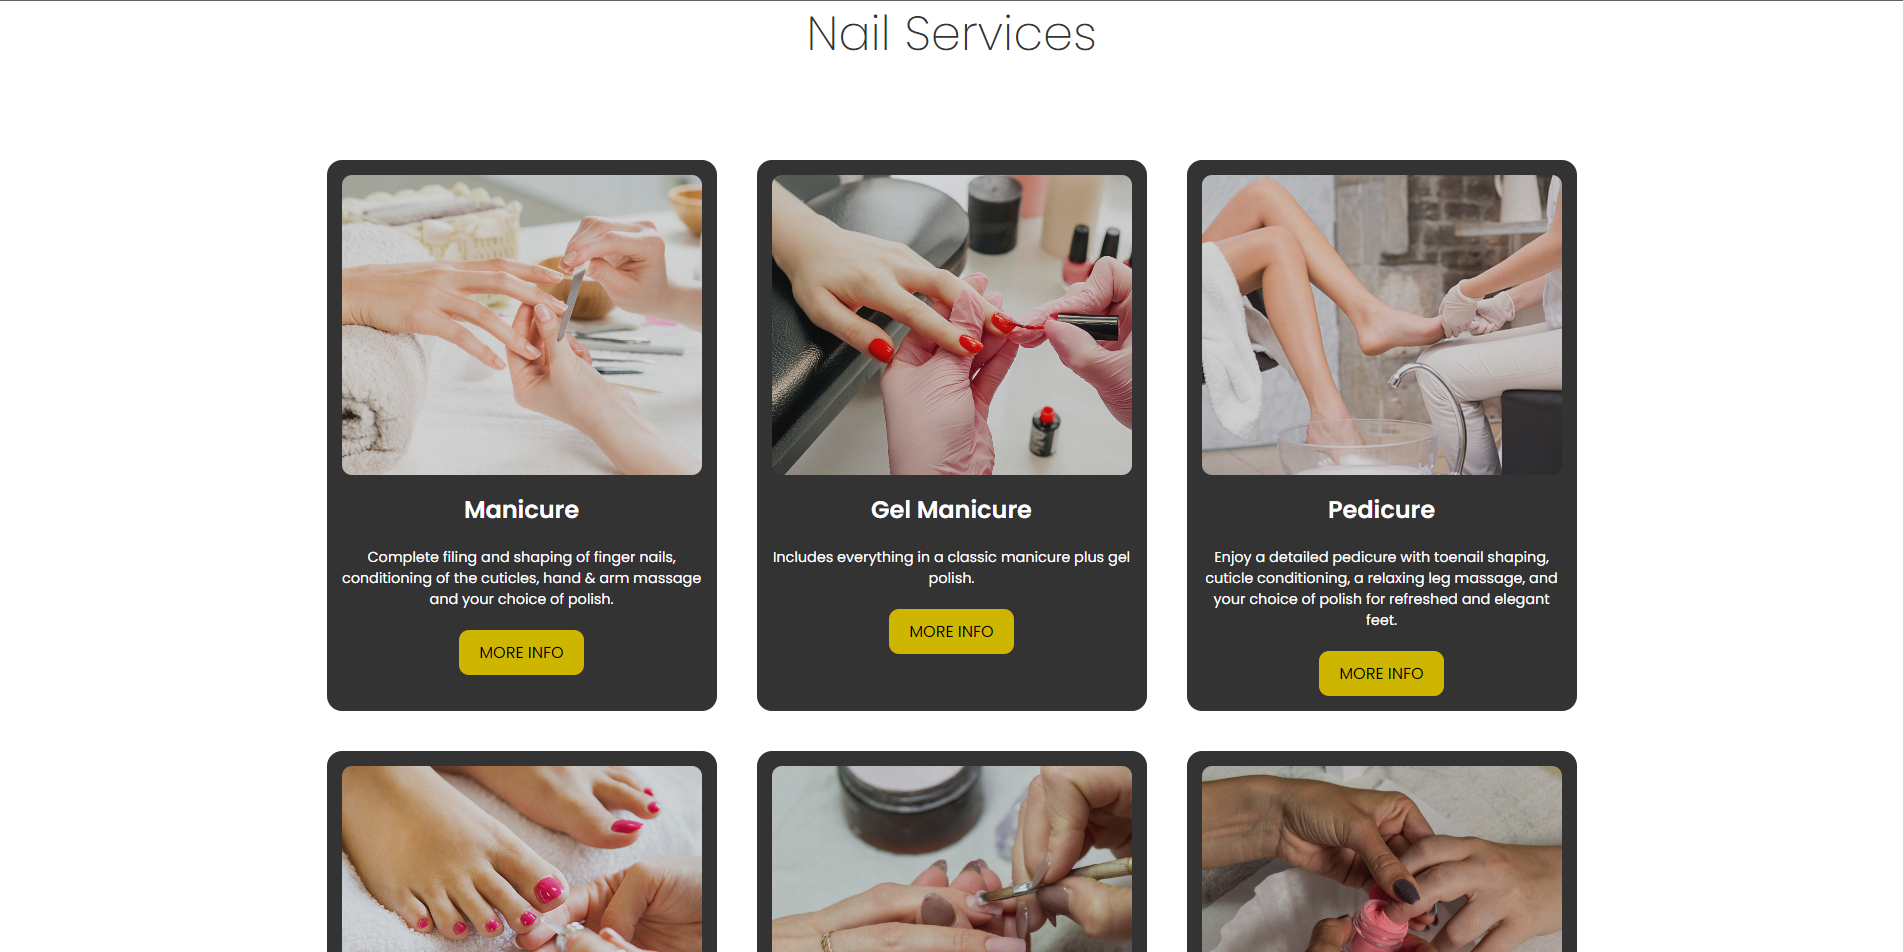 Nail Services
Manicure
Complete filing and shaping of finger nails,
conditioning of the cuticles, hand & arm massage
and your choice of polish.
MORE INFO
Gel Manicure
Includes everything in a classic manicure plus gel
polish.
MORE INFO
Pedicure
Enjoy a detailed pedicure with toenail shaping,
cuticle conditioning, a relaxing leg massage, and
your choice of polish for refreshed and elegant
feet.
MORE INFO